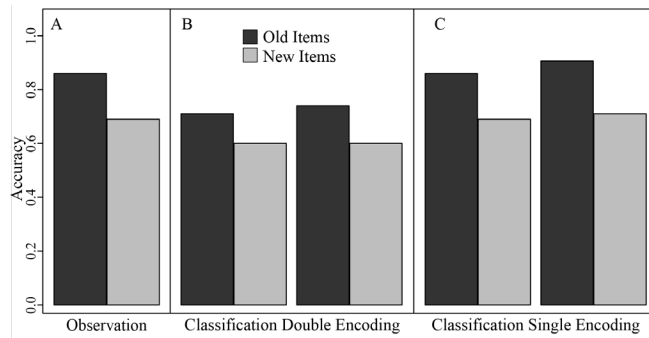 A
B
C
Old Items
New Items
Accuracy
1.0
0.8
0.6
0.4
0.2
0.0
Observation
Classification Double Encoding
Classification Single Encoding